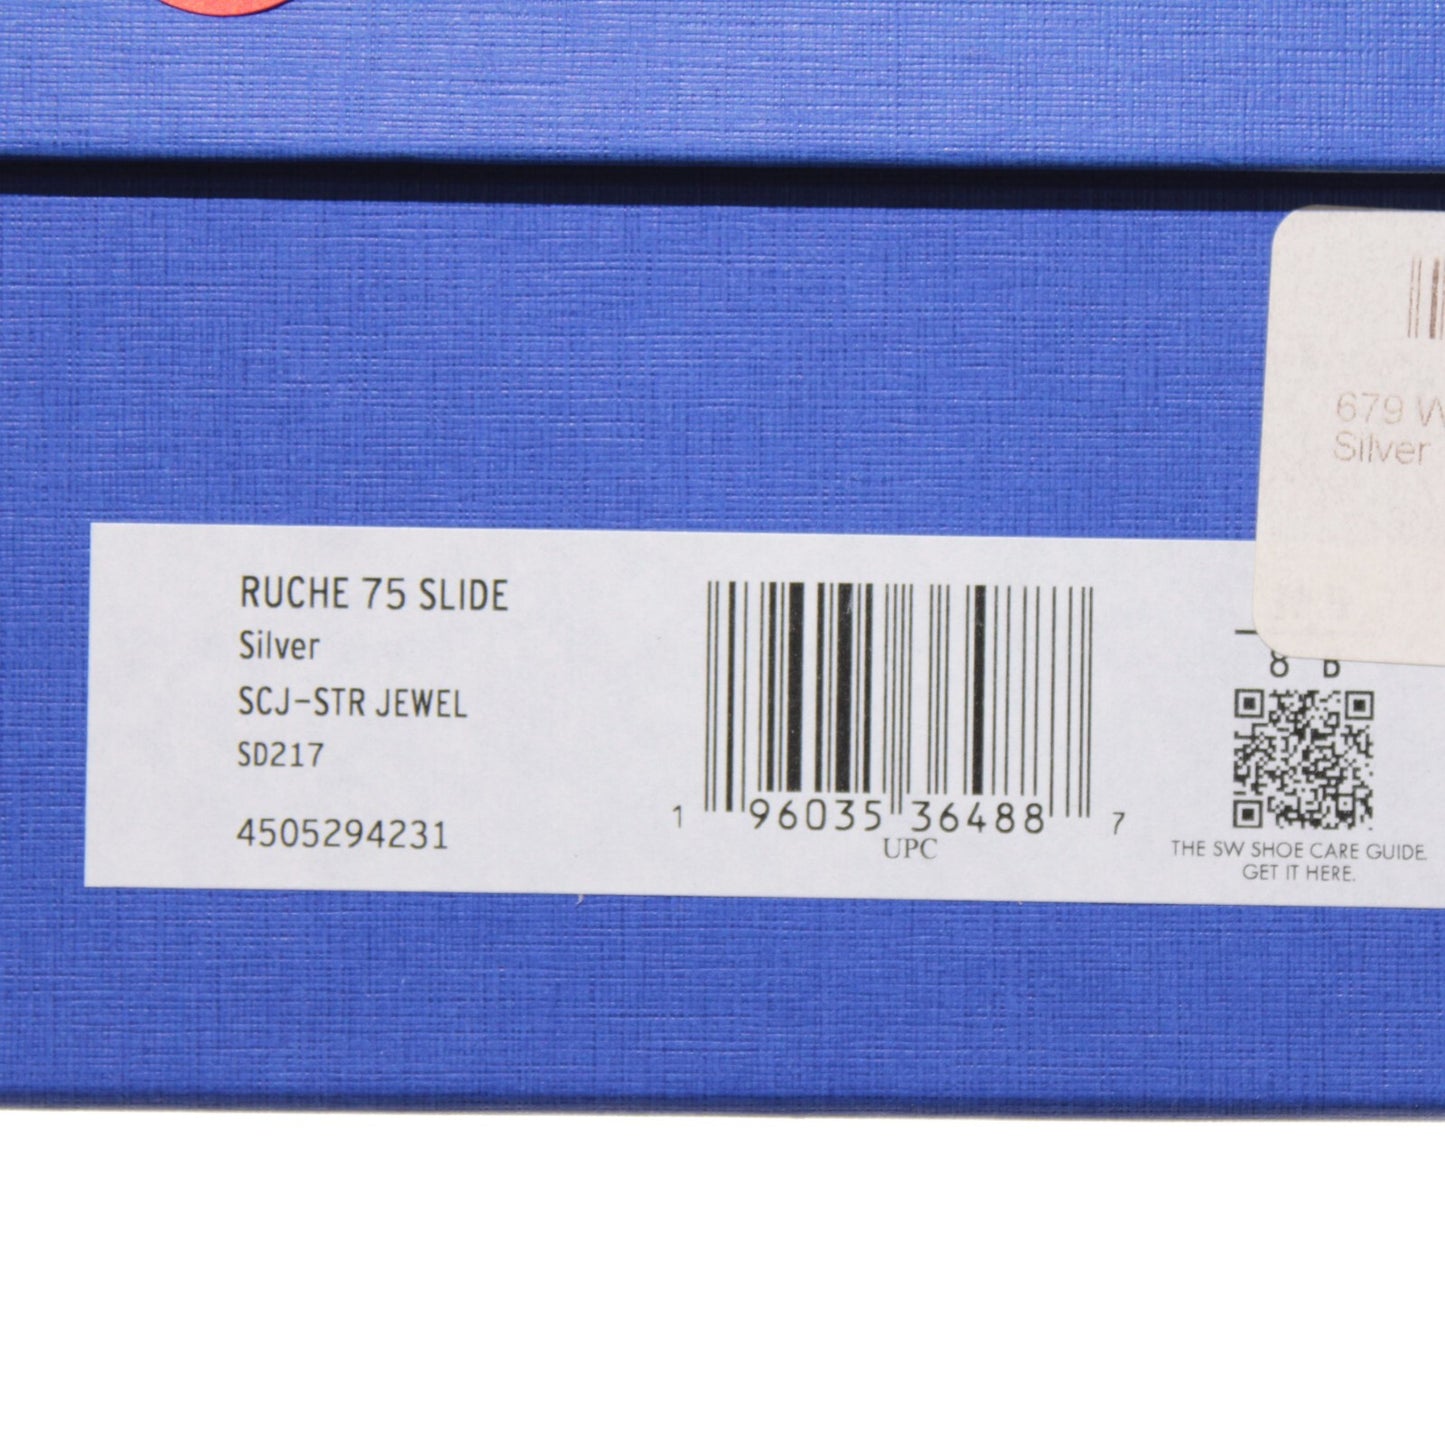 RUCHE 75 SLIDE
Silver
SCJ-STR JEWEL
SD217
4505294231
1 96035 36488 7
UPC
8 B
THE SW SHOE CARE GUIDE.
GET IT HERE.
679
Silver